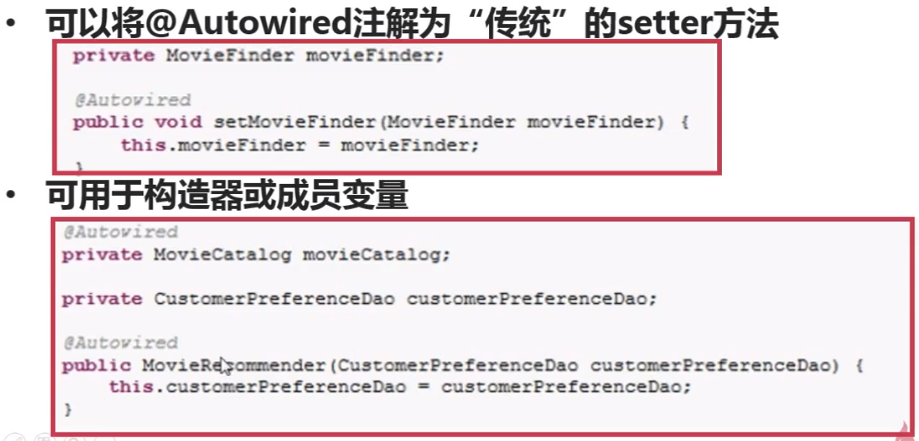 • 可以将@Autowired注解为“传统”的setter方法
private MovieFinder movieFinder;
@Autowired
public void setMovieFinder(MovieFinder movieFinder) {
this.movieFinder = movieFinder;
}
• 可用于构造器或成员变量
@Autowired
private MovieCatalog movieCatalog;
private CustomerPreferenceDao customerPreferenceDao;
@Autowired
public MovieRecommender(CustomerPreferenceDao customerPreferenceDao) {
this.customerPreferenceDao = customerPreferenceDao;
}